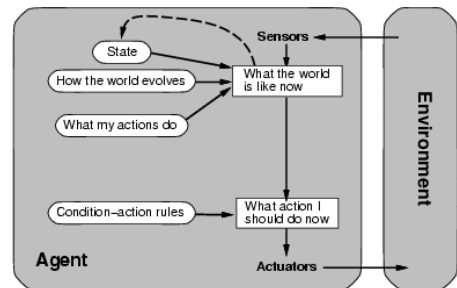 Sensors
State
How the world evolves
What my actions do
What the world
is like now
Condition–action rules
What action I
should do now
Agent
Actuators
Environment